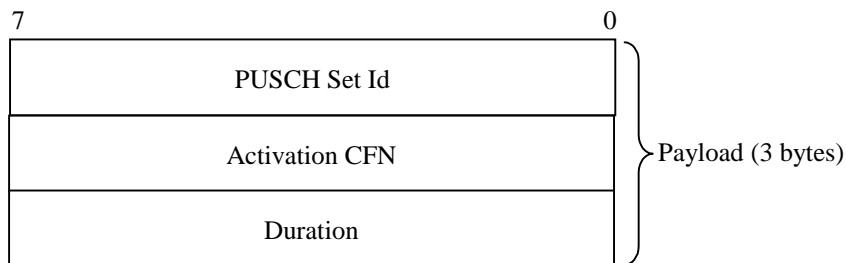 7 0
PUSCH Set Id
Activation CFN
Payload (3 bytes)
Duration